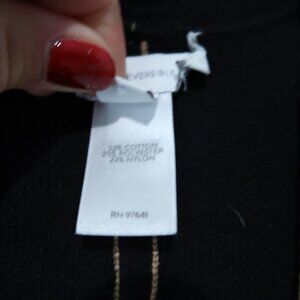 REVERSIBLE
52% COTTON
25% POLYESTER
23% NYLON
RN 97641